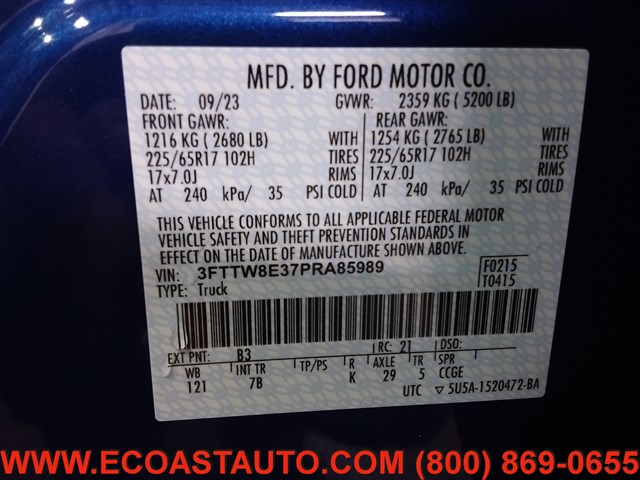 MFD. BY FORD MOTOR CO.
DATE: 09/23 GVWR: 2359 KG ( 5200 LB)
FRONT GAWR: REAR GAWR:
1216 KG ( 2680 LB) WITH 1254 KG ( 2765 LB) WITH
225/65R17 102H TIRES 225/65R17 102H TIRES
17x7.0J RIMS 17x7.0J RIMS
AT 240 kPa/ 35 PSI COLD AT 240 kPa/ 35 PSI COLD
THIS VEHICLE CONFORMS TO ALL APPLICABLE FEDERAL MOTOR
VEHICLE SAFETY AND THEFT PREVENTION STANDARDS IN
EFFECT ON THE DATE OF MANUFACTURE SHOWN ABOVE.
VIN: 3FTTW8E37PRA85989 F0215
TYPE: Truck T0415
EXT PNT: B3 RC: 21 DSO:
WB INT TR TP/PS R AXLE TR SPR
121 7B K 29 5 CCGE
UTC ▽ 5U5A-1520472-BA
WWW.ECOASTAUTO.COM (800) 869-0655